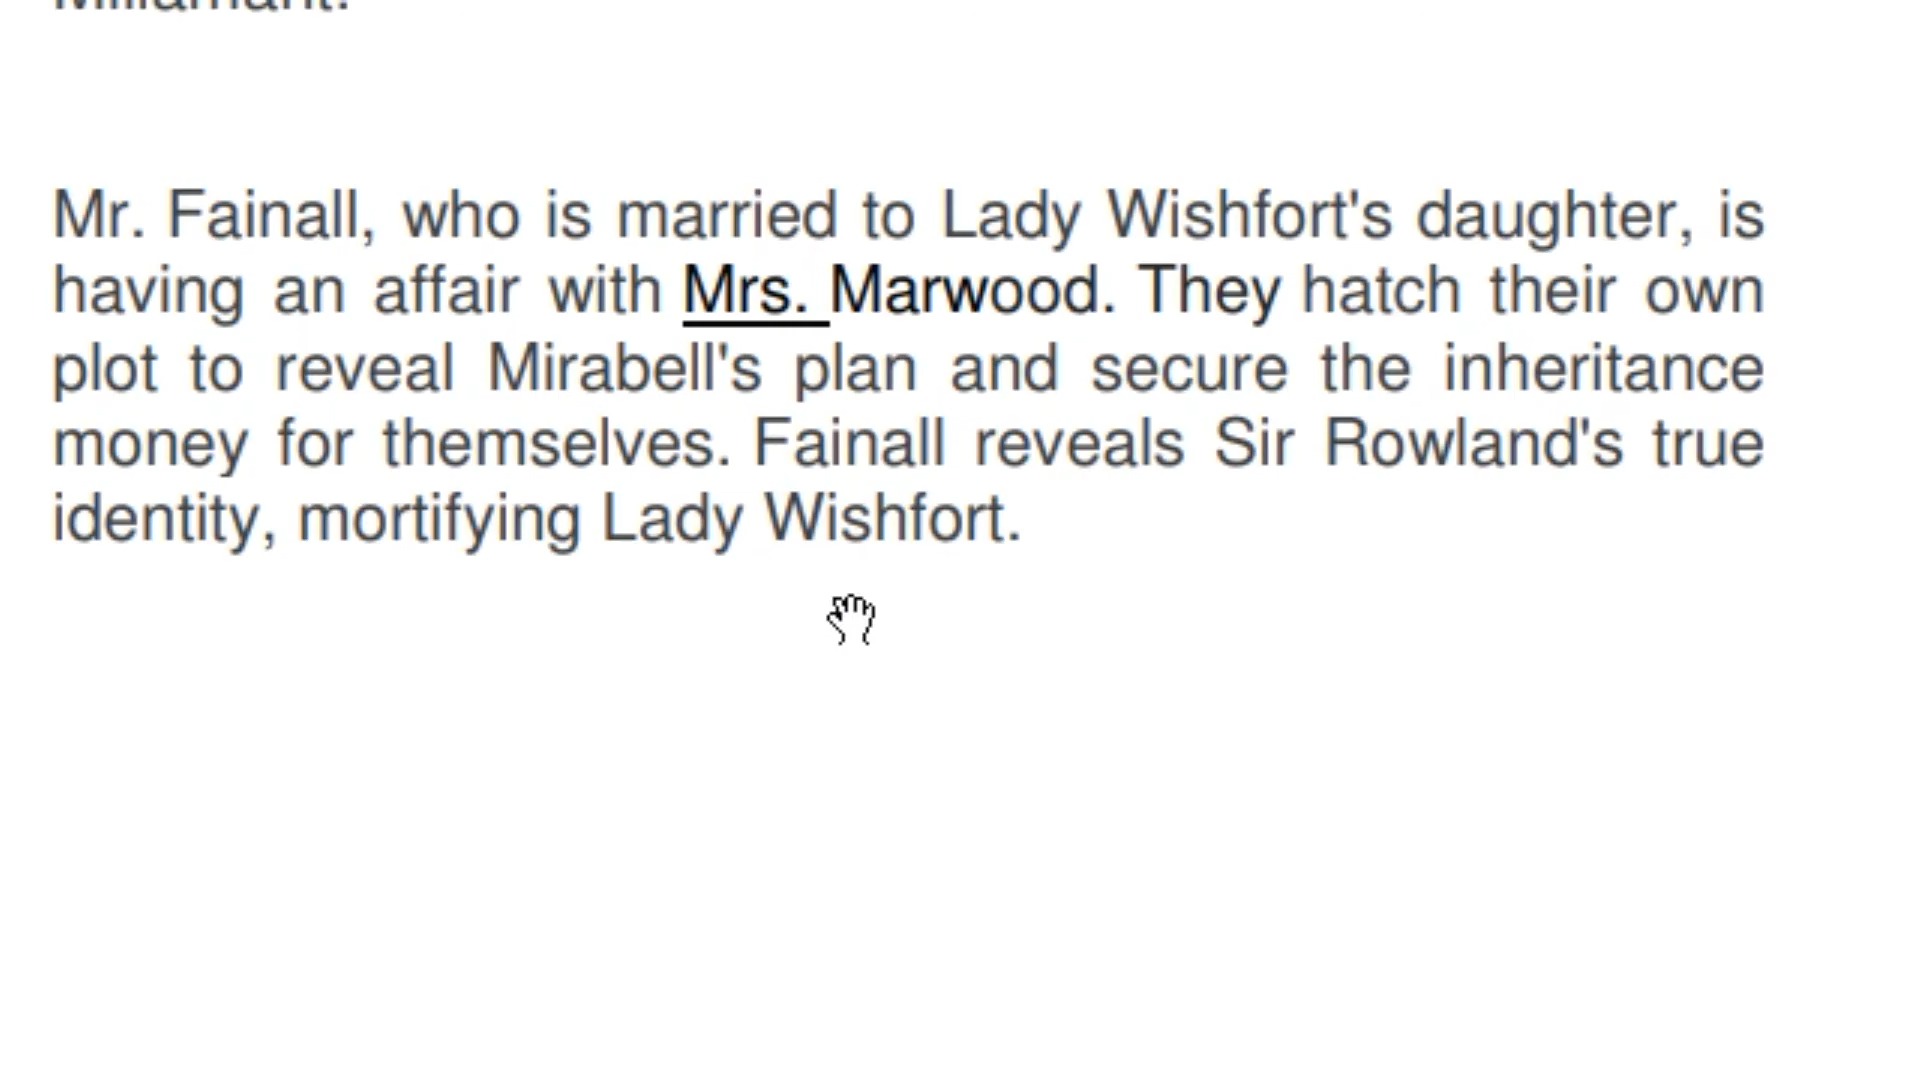 Millamant.
Mr. Fainall, who is married to Lady Wishfort's daughter, is
having an affair with Mrs. Marwood. They hatch their own
plot to reveal Mirabell's plan and secure the inheritance
money for themselves. Fainall reveals Sir Rowland's true
identity, mortifying Lady Wishfort.